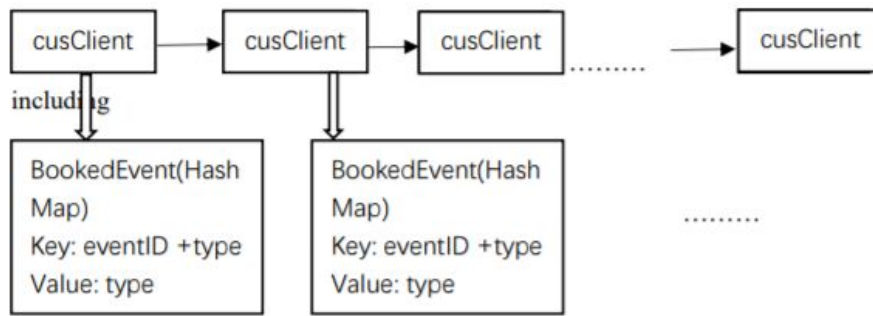 cusClient
cusClient
cusClient
cusClient
.........
including
BookedEvent(Hash
Map)
Key: eventID +type
Value: type
BookedEvent(Hash
Map)
Key: eventID +type
Value: type
.........